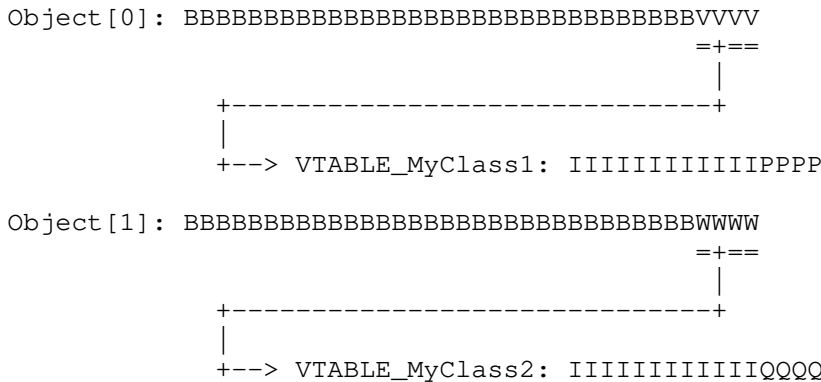 Object[0]: BBBBBBBBBBBBBBBBBBBBBBBBBBBBBBBBVVVV
                                           =+==
                                            |
             +------------------------------+
             |
             +--> VTABLE_MyClass1: IIIIIIIIIIIIPPPP
Object[1]: BBBBBBBBBBBBBBBBBBBBBBBBBBBBBBBBWWWW
                                           =+==
                                            |
             +------------------------------+
             |
             +--> VTABLE_MyClass2: IIIIIIIIIIIIQQQQ